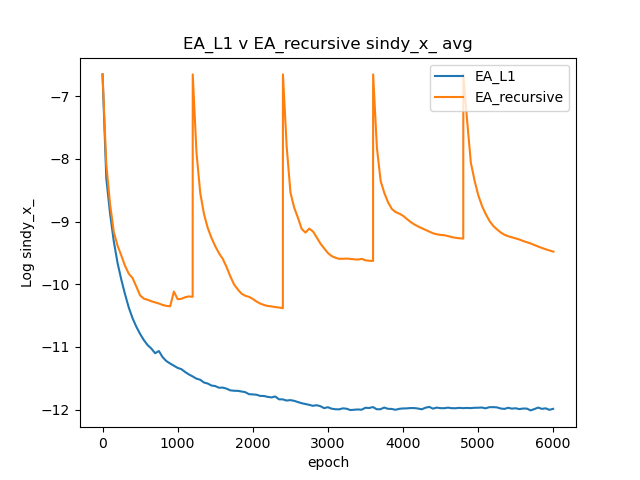 EA_L1 v EA_recursive sindy_x_ avg
EA_L1
EA_recursive
Log sindy_x_
−7
−8
−9
−10
−11
−12
0
1000
2000
3000
4000
5000
6000
epoch